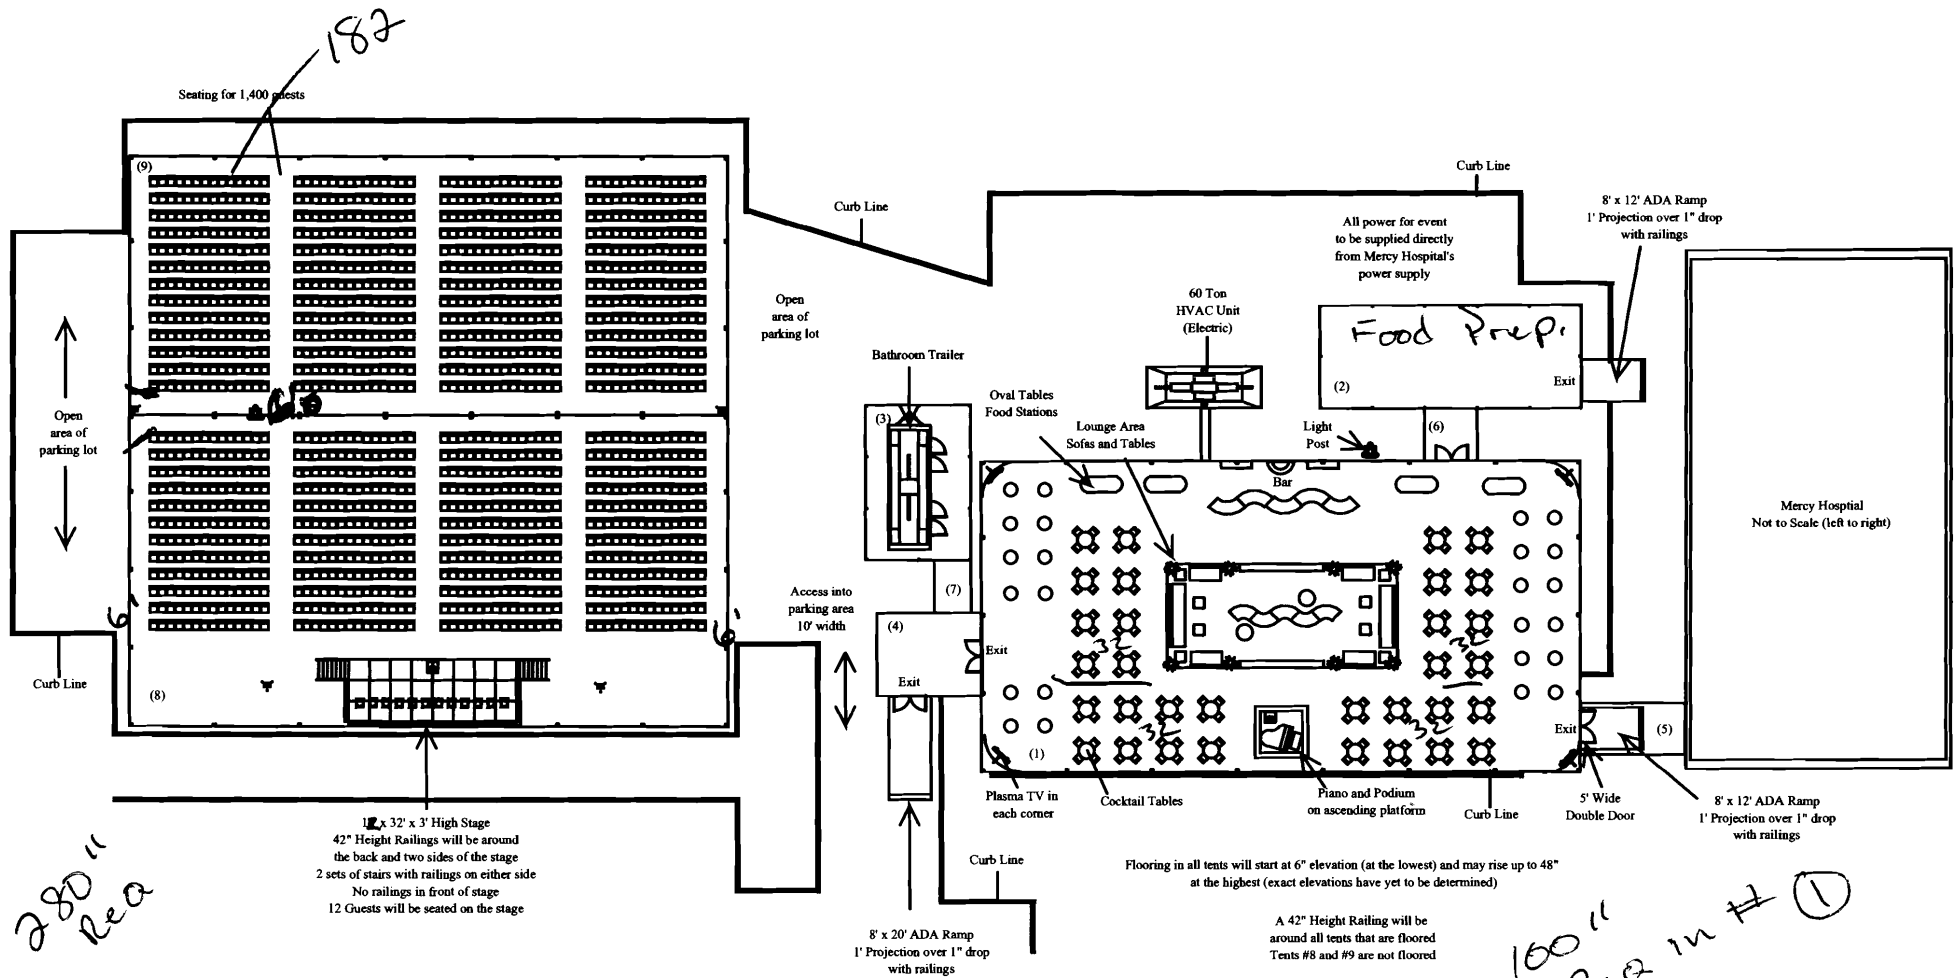 182
Seating for 1,400 guests
(9)
Curb Line
Curb Line
8' x 12' ADA Ramp
1' Projection over 1" drop
with railings
All power for event
to be supplied directly
from Mercy Hospital's
power supply
Open
area of
parking lot
60 Ton
HVAC Unit
(Electric)
Food Prep.
(2)
Exit
Bathroom Trailer
(3)
Oval Tables
Food Stations
Lounge Area
Sofas and Tables
Light
Post
(6)
Open
area of
parking lot
Bar
Mercy Hosptial
Not to Scale (left to right)
Access into
parking area
10' width
(7)
(4)
Exit
Exit
6'
6'
32
32
32
32
Curb Line
(8)
(1)
Exit
(5)
Plasma TV in
each corner
Cocktail Tables
Piano and Podium
on ascending platform
Curb Line
5' Wide
Double Door
8' x 12' ADA Ramp
1' Projection over 1" drop
with railings
x 32' x 3' High Stage
42" Height Railings will be around
the back and two sides of the stage
2 sets of stairs with railings on either side
No railings in front of stage
12 Guests will be seated on the stage
280"
Req
Curb Line
Flooring in all tents will start at 6" elevation (at the lowest) and may rise up to 48"
at the highest (exact elevations have yet to be determined)
8' x 20' ADA Ramp
1' Projection over 1" drop
with railings
A 42" Height Railing will be
around all tents that are floored
Tents #8 and #9 are not floored
100"
Req in # 1